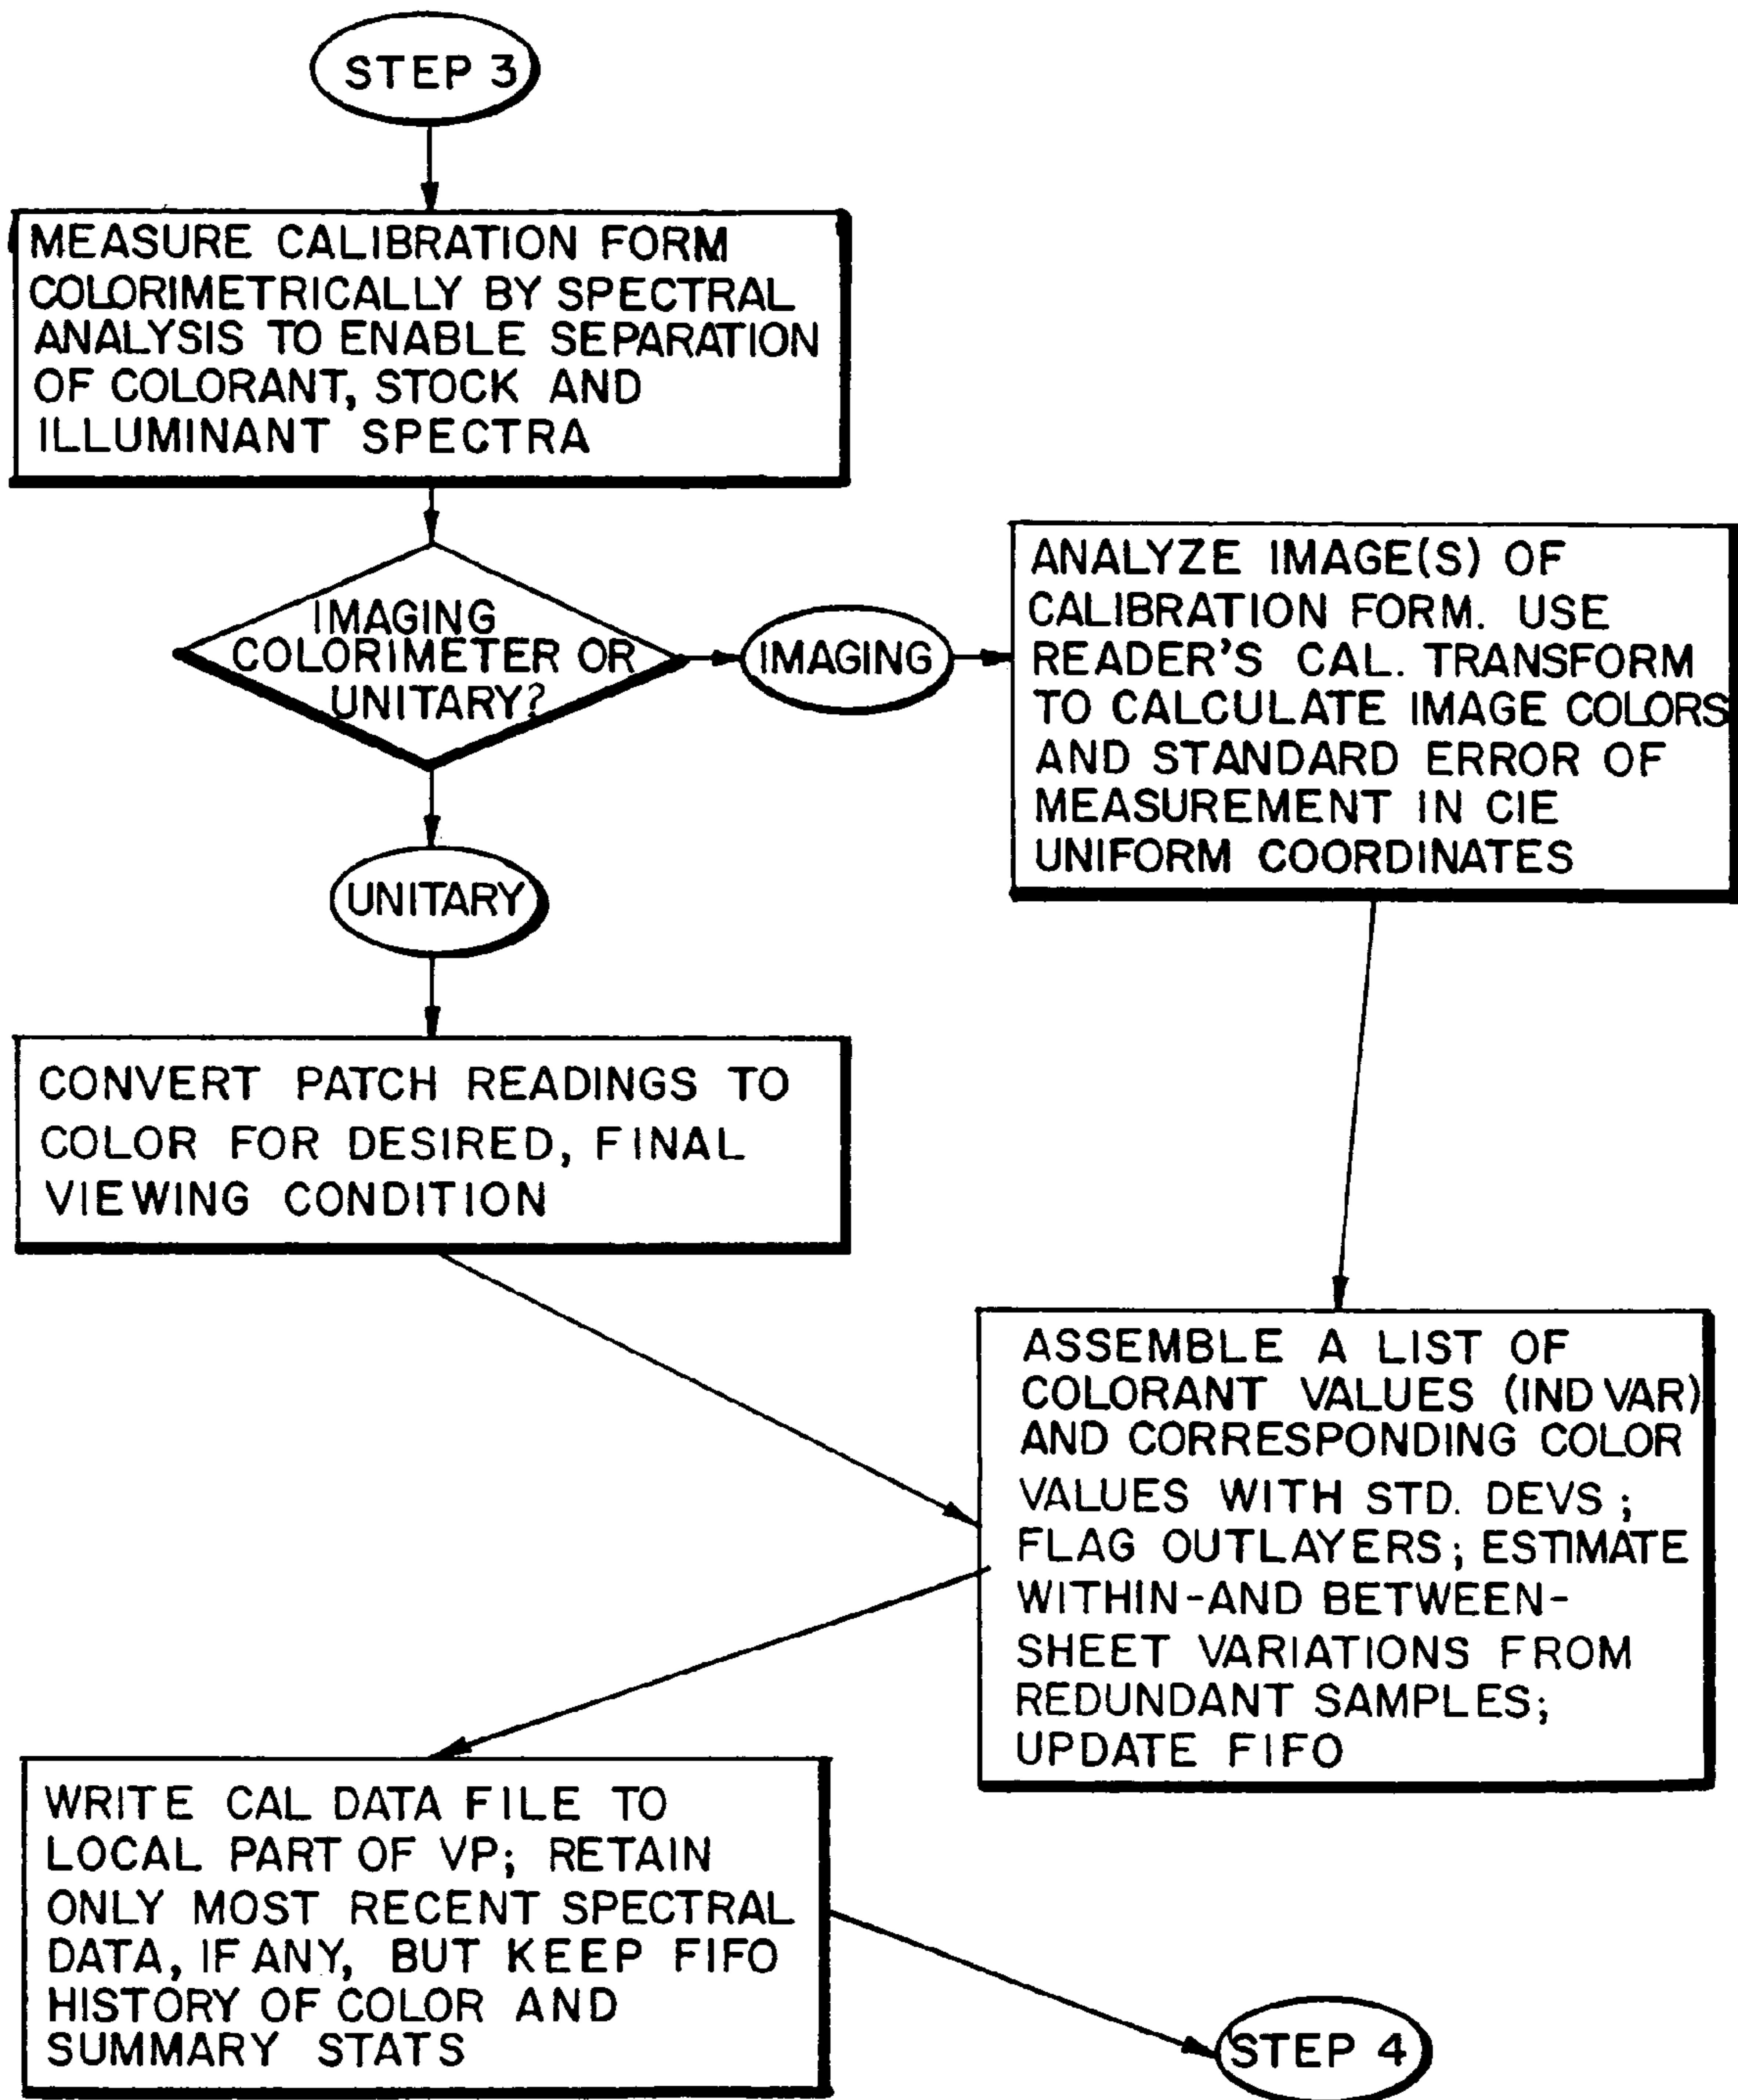 STEP 3
MEASURE CALIBRATION FORM
COLORIMETRICALLY BY SPECTRAL
ANALYSIS TO ENABLE SEPARATION
OF COLORANT, STOCK AND
ILLUMINANT SPECTRA
IMAGING
COLORIMETER OR
UNITARY?
IMAGING
ANALYZE IMAGE(S) OF
CALIBRATION FORM. USE
READER'S CAL. TRANSFORM
TO CALCULATE IMAGE COLORS
AND STANDARD ERROR OF
MEASUREMENT IN CIE
UNIFORM COORDINATES
UNITARY
CONVERT PATCH READINGS TO
COLOR FOR DESIRED, FINAL
VIEWING CONDITION
ASSEMBLE A LIST OF
COLORANT VALUES (IND VAR)
AND CORRESPONDING COLOR
VALUES WITH STD. DEVS;
FLAG OUTLAYERS; ESTIMATE
WITHIN-AND BETWEEN-
SHEET VARIATIONS FROM
REDUNDANT SAMPLES;
UPDATE FIFO
WRITE CAL DATA FILE TO
LOCAL PART OF VP; RETAIN
ONLY MOST RECENT SPECTRAL
DATA, IF ANY, BUT KEEP FIFO
HISTORY OF COLOR AND
SUMMARY STATS
STEP 4